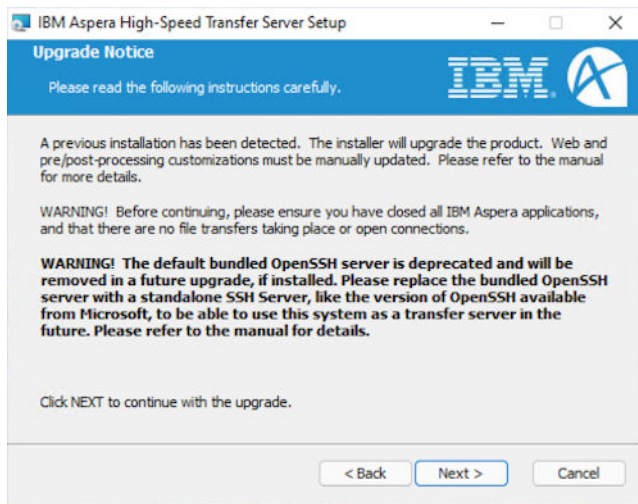 IBM Aspera High-Speed Transfer Server Setup
Upgrade Notice
Please read the following instructions carefully.
IBM.
A previous installation has been detected. The installer will upgrade the product. Web and
pre/post-processing customizations must be manually updated. Please refer to the manual
for more details.
WARNING! Before continuing, please ensure you have closed all IBM Aspera applications,
and that there are no file transfers taking place or open connections.
WARNING! The default bundled OpenSSH server is deprecated and will be
removed in a future upgrade, if installed. Please replace the bundled OpenSSH
server with a standalone SSH Server, like the version of OpenSSH available
from Microsoft, to be able to use this system as a transfer server in the
future. Please refer to the manual for details.
Click NEXT to continue with the upgrade.
< Back Next > Cancel